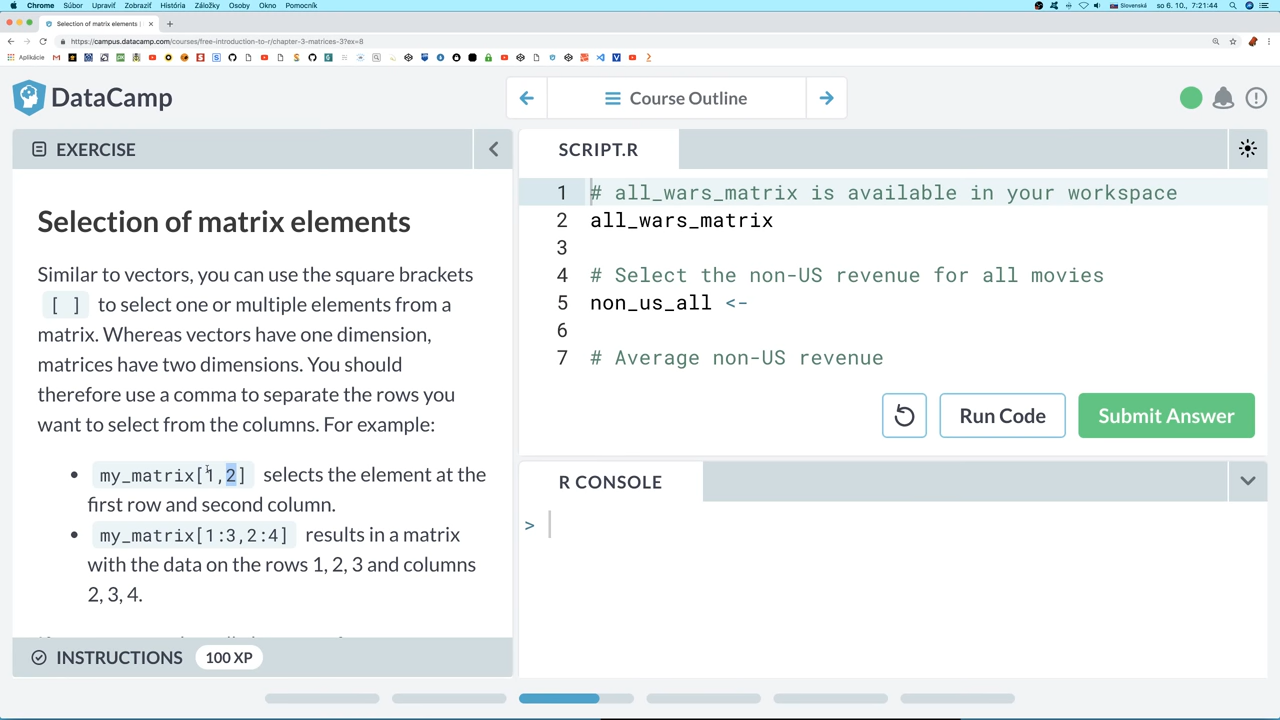 Chrome Súbor Upraviť Zobraziť História Záložky Osoby Okno Pomocník
Slovenská so 6. 10., 7:21:44
Selection of matrix elements
https://campus.datacamp.com/courses/free-introduction-to-r/chapter-3-matrices-3?ex=8
Aplikácie
DataCamp
Course Outline
EXERCISE
SCRIPT.R
Selection of matrix elements
Similar to vectors, you can use the square brackets
[ ] to select one or multiple elements from a
matrix. Whereas vectors have one dimension,
matrices have two dimensions. You should
therefore use a comma to separate the rows you
want to select from the columns. For example:
my_matrix[1,2] selects the element at the
first row and second column.
my_matrix[1:3,2:4] results in a matrix
with the data on the rows 1, 2, 3 and columns
2, 3, 4.
INSTRUCTIONS 100 XP
1 # all_wars_matrix is available in your workspace
2 all_wars_matrix
3
4 # Select the non-US revenue for all movies
5 non_us_all <-
6
7 # Average non-US revenue
Run Code
Submit Answer
R CONSOLE
>